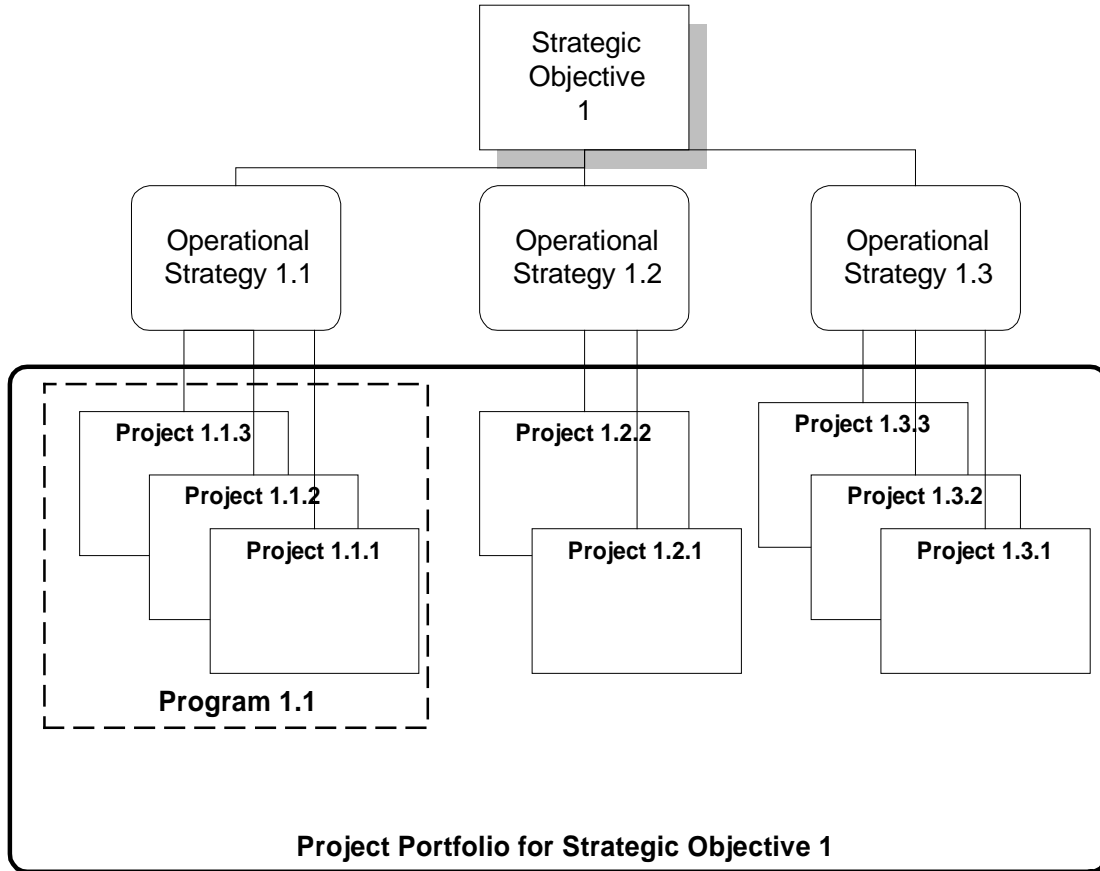 Strategic
Objective
1
Operational
Strategy 1.1
Operational
Strategy 1.2
Operational
Strategy 1.3
Project 1.1.3
Project 1.1.2
Project 1.1.1
Program 1.1
Project 1.2.2
Project 1.2.1
Project 1.3.3
Project 1.3.2
Project 1.3.1
Project Portfolio for Strategic Objective 1